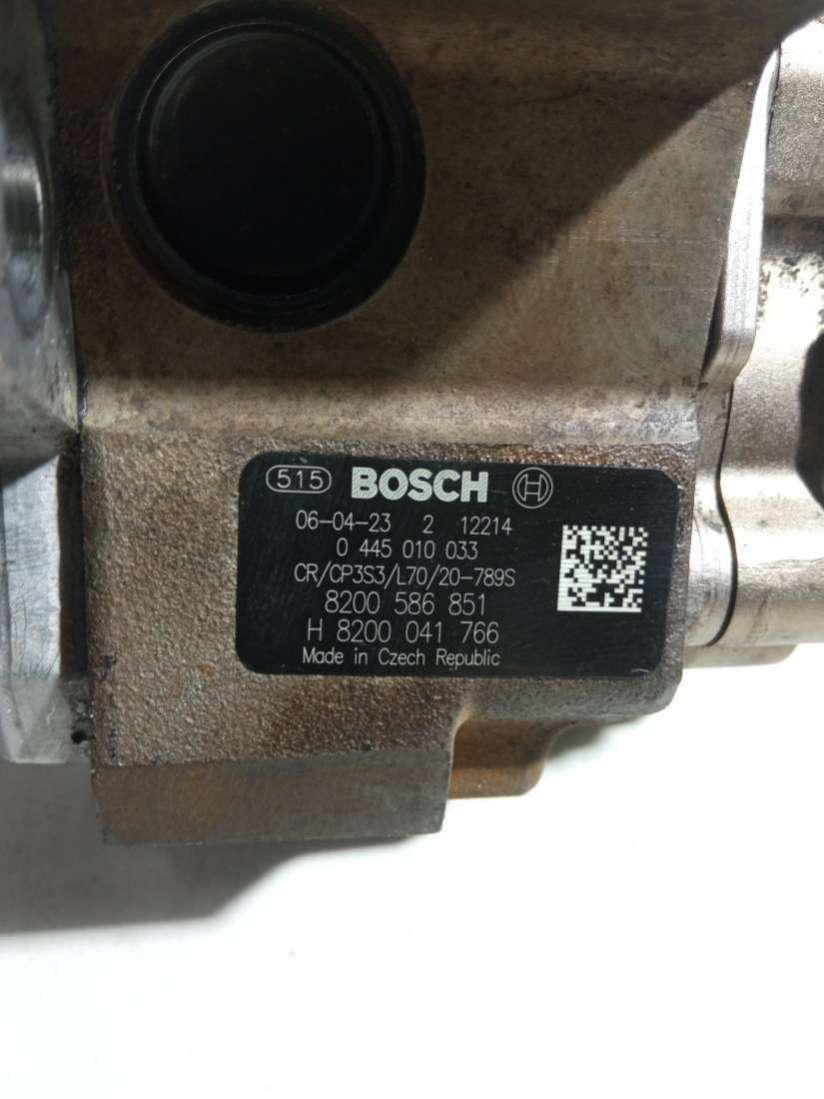 515 BOSCH
06-04-23 2 12214
0 445 010 033
CR/CP3S3/L70/20-789S
8200 586 851
H 8200 041 766
Made in Czech Republic